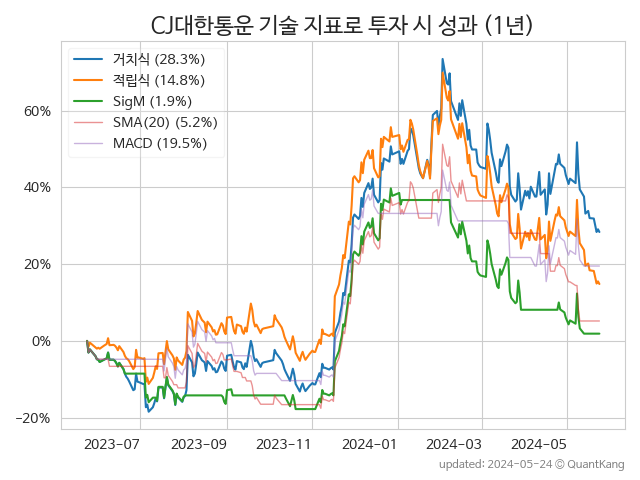 CJ대한통운 기술 지표로 투자 시 성과 (1년)
거치식 (28.3%)
적립식 (14.8%)
SigM (1.9%)
SMA(20) (5.2%)
MACD (19.5%)
60%
40%
20%
0%
−20%
2023-07 2023-09 2023-11 2024-01 2024-03 2024-05
updated: 2024-05-24 © QuantKang